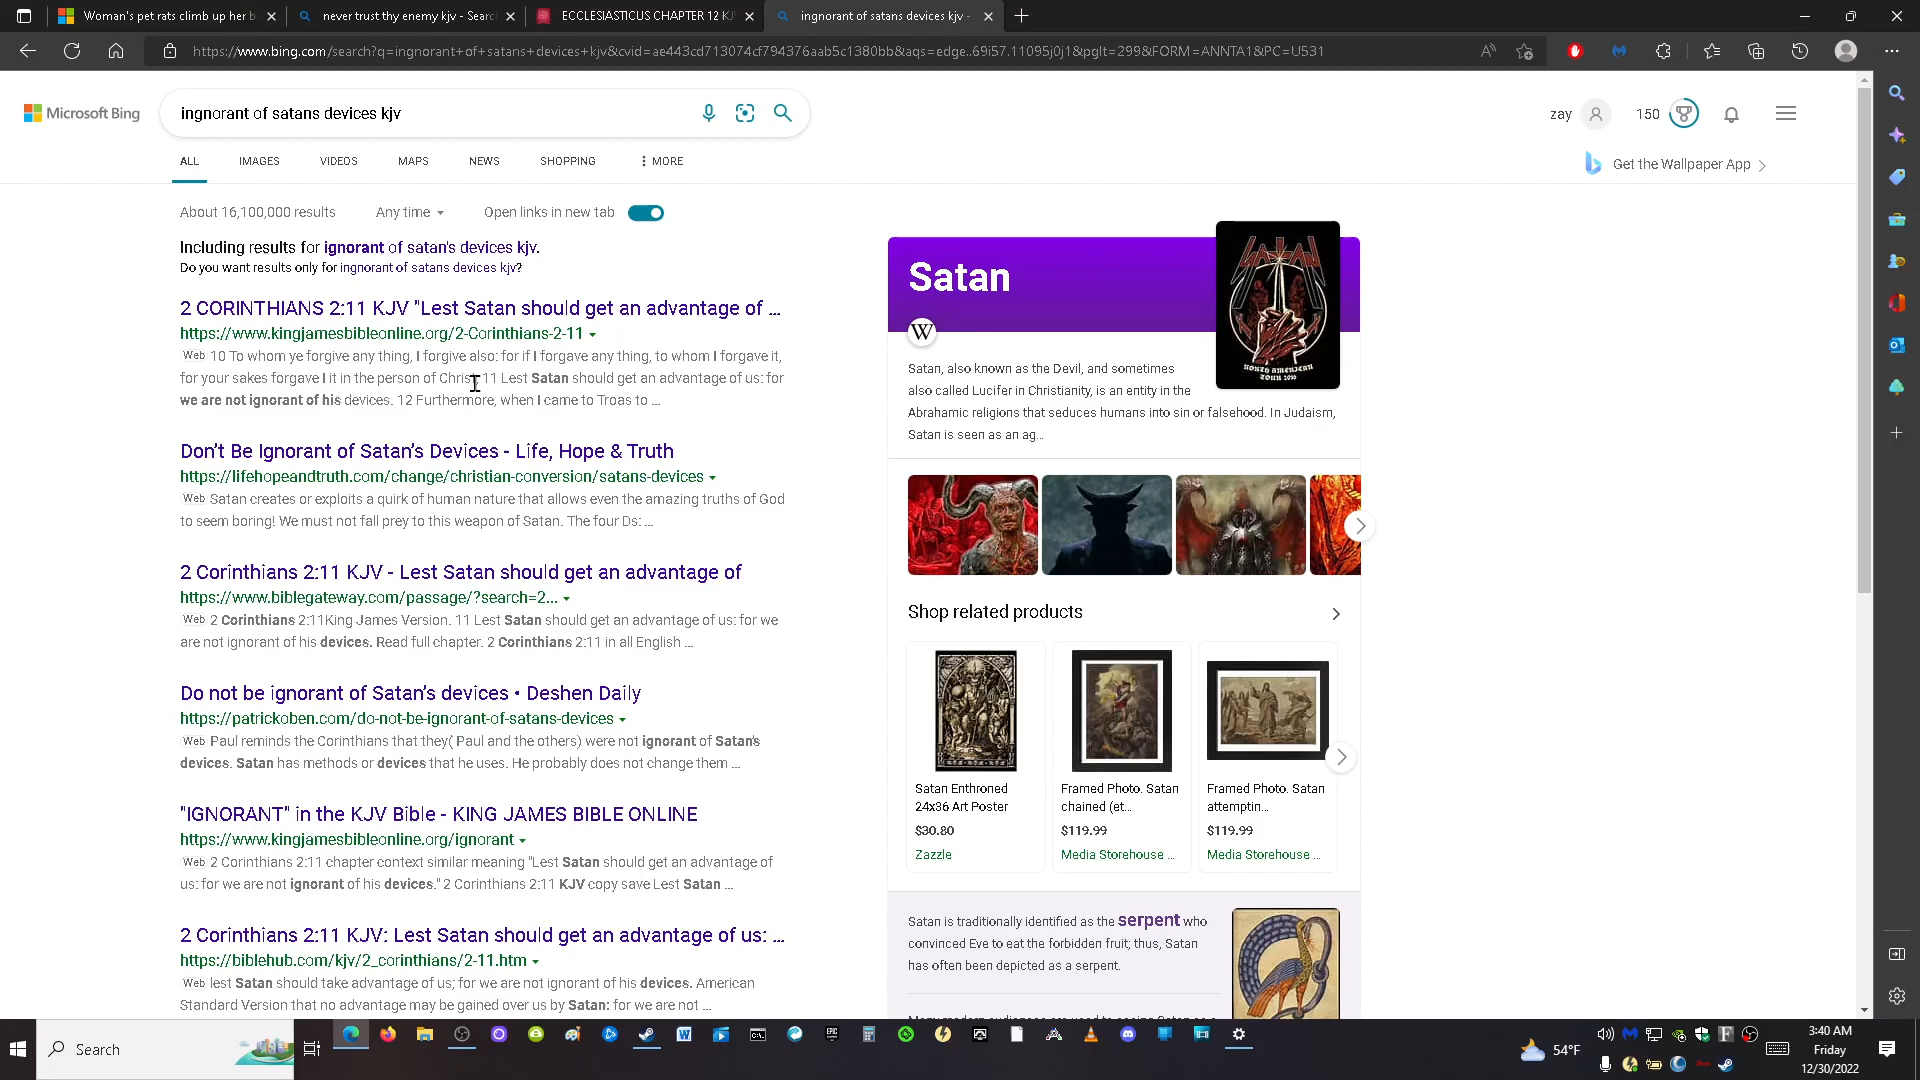 Woman's pet rats climb up her b
never trust thy enemy kjv - Searc
ECCLESIASTICUS CHAPTER 12 KJ
ingnorant of satans devices kjv -
https://www.bing.com/search?q=ingnorant+of+satans+devices+kjv&cvid=ae443cd713074cf794376aab5c1380bb&aqs=edge..69i57.11095j0j1&pglt=299&FORM=ANNTA1&PC=U531
Microsoft Bing
ingnorant of satans devices kjv
zay
150
ALL
IMAGES
VIDEOS
MAPS
NEWS
SHOPPING
MORE
Get the Wallpaper App
About 16,100,000 results
Any time
Open links in new tab
Including results for ignorant of satan's devices kjv.
Do you want results only for ingnorant of satans devices kjv?
2 CORINTHIANS 2:11 KJV "Lest Satan should get an advantage of ...
https://www.kingjamesbibleonline.org/2-Corinthians-2-11
Web 10 To whom ye forgive any thing, I forgive also: for if I forgave any thing, to whom I forgave it,
for your sakes forgave I it in the person of Christ 11 Lest Satan should get an advantage of us: for
we are not ignorant of his devices. 12 Furthermore, when I came to Troas to ...
Don't Be Ignorant of Satan's Devices - Life, Hope & Truth
https://lifehopeandtruth.com/change/christian-conversion/satans-devices
Web Satan creates or exploits a quirk of human nature that allows even the amazing truths of God
to seem boring! We must not fall prey to this weapon of Satan. The four Ds: ...
2 Corinthians 2:11 KJV - Lest Satan should get an advantage of
https://www.biblegateway.com/passage/?search=2...
Web 2 Corinthians 2:11King James Version. 11 Lest Satan should get an advantage of us: for we
are not ignorant of his devices. Read full chapter. 2 Corinthians 2:11 in all English ...
Do not be ignorant of Satan's devices • Deshen Daily
https://patrickoben.com/do-not-be-ignorant-of-satans-devices
Web Paul reminds the Corinthians that they( Paul and the others) were not ignorant of Satan's
devices. Satan has methods or devices that he uses. He probably does not change them ...
"IGNORANT" in the KJV Bible - KING JAMES BIBLE ONLINE
https://www.kingjamesbibleonline.org/ignorant
Web 2 Corinthians 2:11 chapter context similar meaning "Lest Satan should get an advantage of
us: for we are not ignorant of his devices." 2 Corinthians 2:11 KJV copy save Lest Satan ...
2 Corinthians 2:11 KJV: Lest Satan should get an advantage of us: ...
https://biblehub.com/kjv/2_corinthians/2-11.htm
Web lest Satan should take advantage of us; for we are not ignorant of his devices. American
Standard Version that no advantage may be gained over us by Satan: for we are not ...
Satan
SATAN
NORTH AMERICAN
W
Satan, also known as the Devil, and sometimes
also called Lucifer in Christianity, is an entity in the
Abrahamic religions that seduces humans into sin or falsehood. In Judaism,
Satan is seen as an ag...
Shop related products
Satan Enthroned
24x36 Art Poster
$30.80
Zazzle
Framed Photo. Satan
chained (et...
$119.99
Media Storehouse ...
Framed Photo. Satan
attemptin...
$119.99
Media Storehouse ...
Satan is traditionally identified as the serpent who
convinced Eve to eat the forbidden fruit; thus, Satan
has often been depicted as a serpent.
Search
54°F
3:40 AM
Friday
12/30/2022